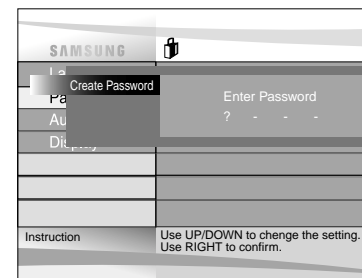 SAMSUNG
La
Create Password
Pa
Enter Password
Au
? - - -
Display
Instruction
Use UP/DOWN to chenge the setting.
Use RIGHT to confirm.